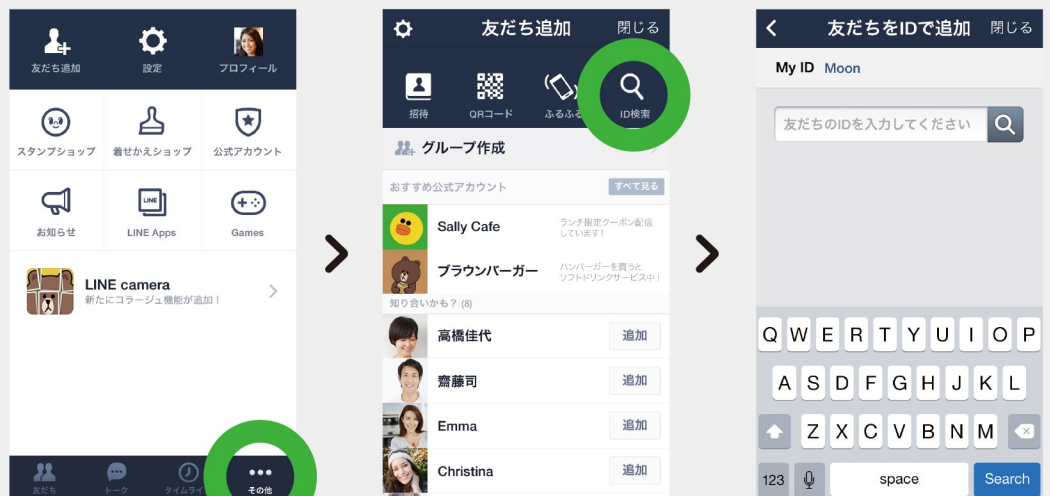 友だち追加
設定
プロフィール
スタンプショップ
着せかえショップ
公式アカウント
お知らせ
LINE
LINE Apps
Games
LINE camera
新たにコラージュ機能が追加！
友だち
トーク
タイムライ
その他
友だち追加
閉じる
招待
QRコード
ふるふる
ID検索
グループ作成
おすすめ公式アカウント
すべて見る
Sally Cafe
ランチ限定クーポン配信
しています！
ブラウンバーガー
ハンバーガーを買うと
ソフトドリンクサービス中！
知り合いかも？ (8)
高橋佳代
追加
齋藤司
追加
Emma
追加
Christina
追加
友だちをIDで追加
閉じる
My ID Moon
友だちのIDを入力してください
Q W E R T Y U I O P
A S D F G H J K L
Z X C V B N M
123 space Search